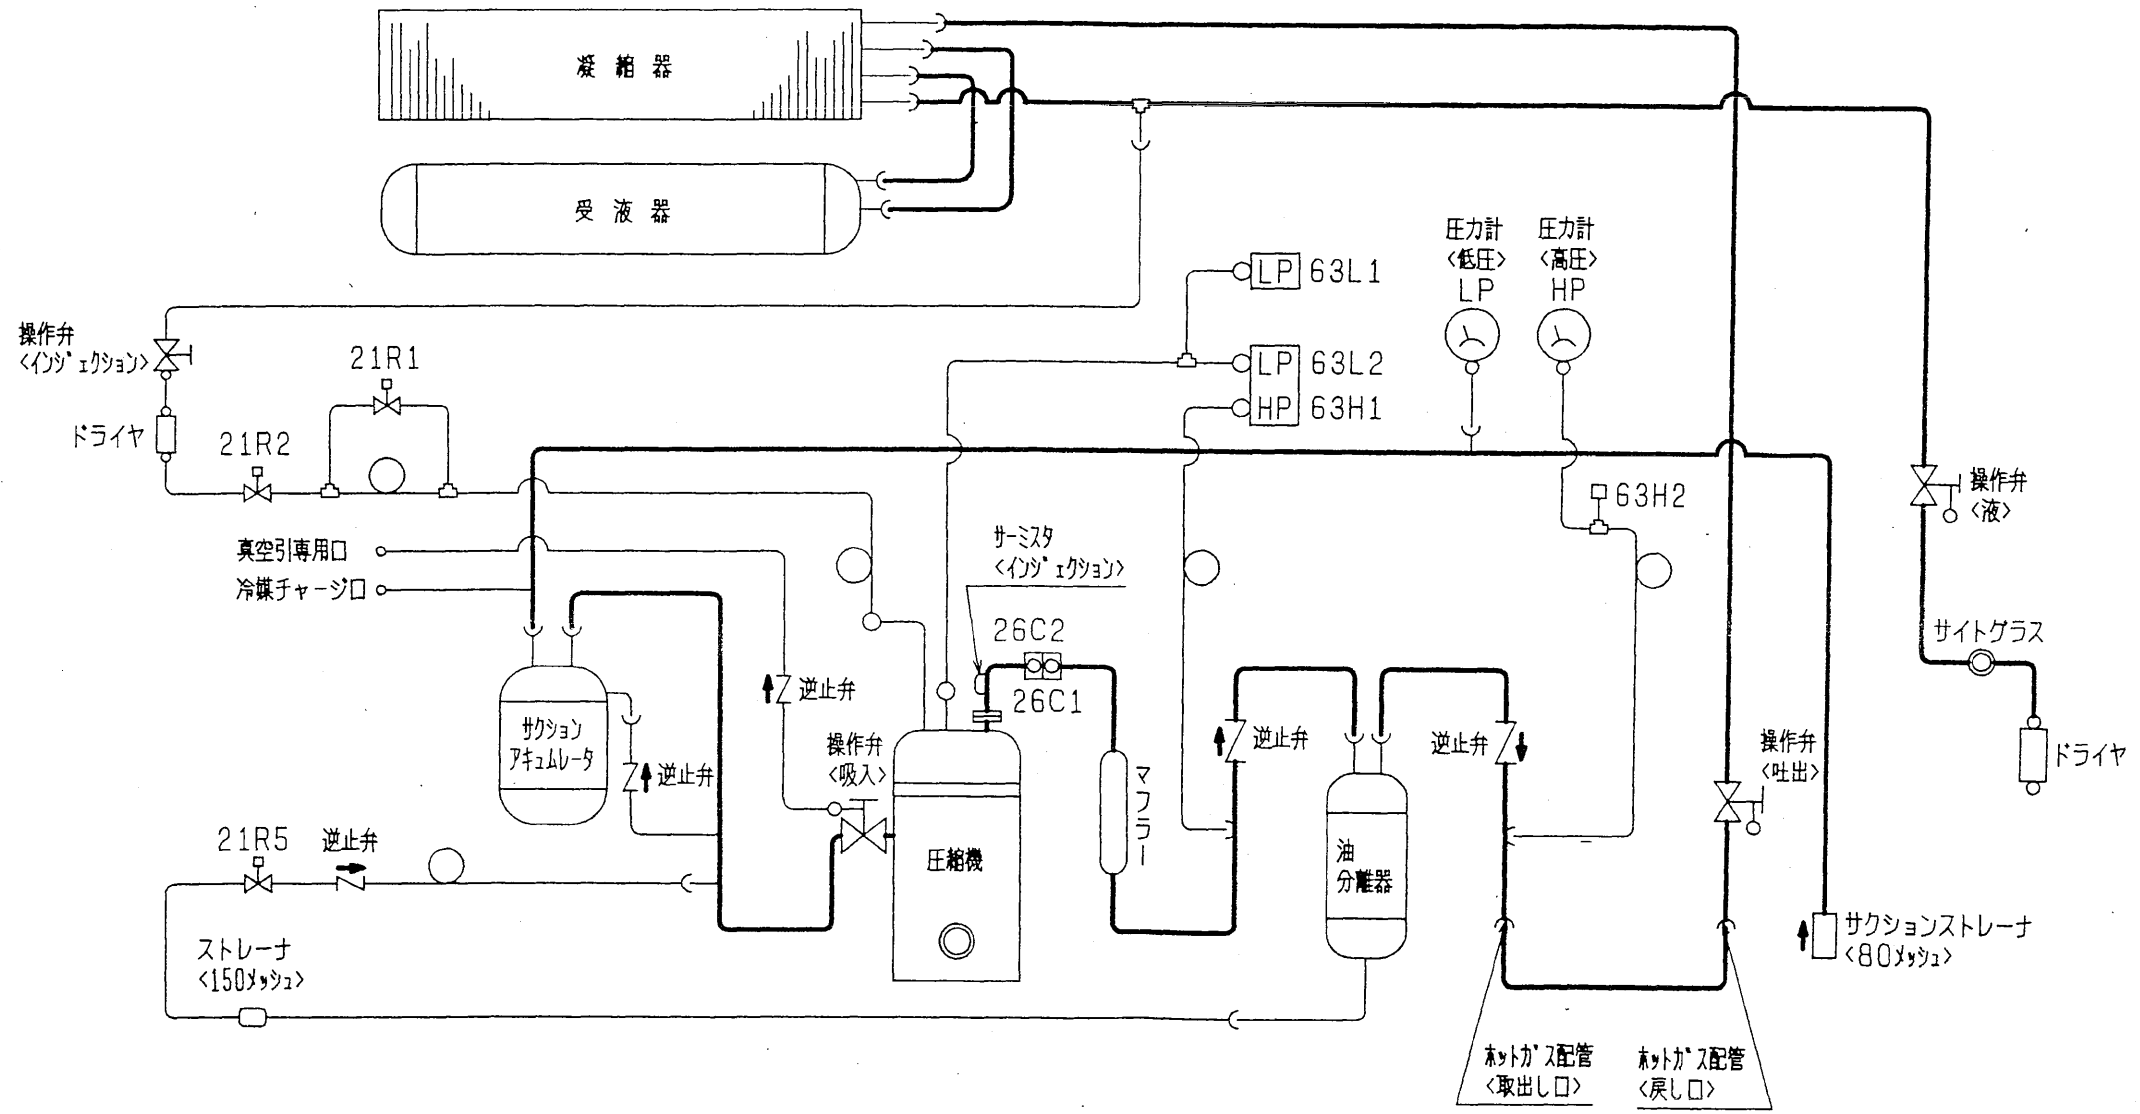 凝縮器
受液器
圧力計
<低圧>
LP
圧力計
<高圧>
HP
LP 63L1
LP 63L2
HP 63H1
操作弁
<インジェクション>
21R1
ドライヤ
21R2
63H2
操作弁
<液>
真空引専用口
冷媒チャージ口
サーミスタ
<インジェクション>
26C2
26C1
サイトグラス
逆止弁
サクション
アキュムレータ
逆止弁
操作弁
<吸入>
逆止弁
逆止弁
操作弁
<吐出>
ドライヤ
マフラー
21R5
逆止弁
圧縮機
油
分離器
サクションストレーナ
<80メッシュ>
ストレーナ
<150メッシュ>
ホットガス配管
<取出し口>
ホットガス配管
<戻し口>